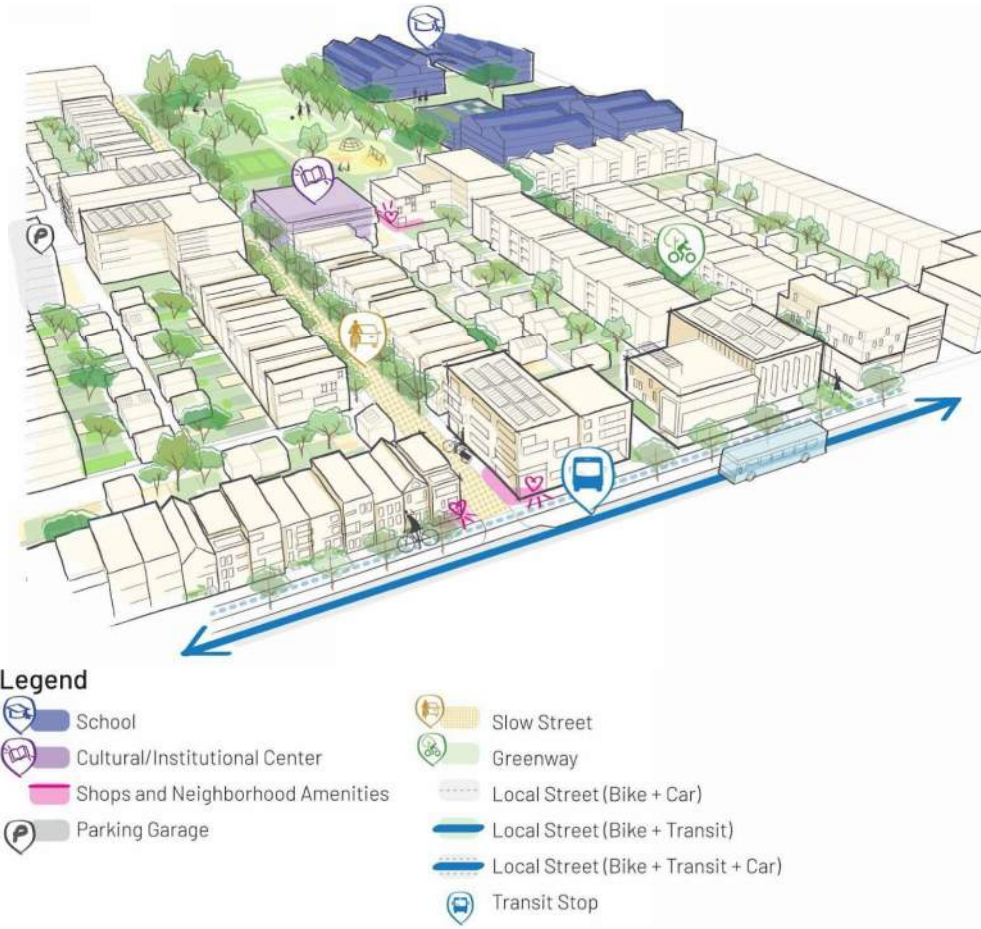 P
Legend
School
Cultural/Institutional Center
Shops and Neighborhood Amenities
P
Parking Garage
Slow Street
Greenway
Local Street (Bike + Car)
Local Street (Bike + Transit)
Local Street (Bike + Transit + Car)
Transit Stop